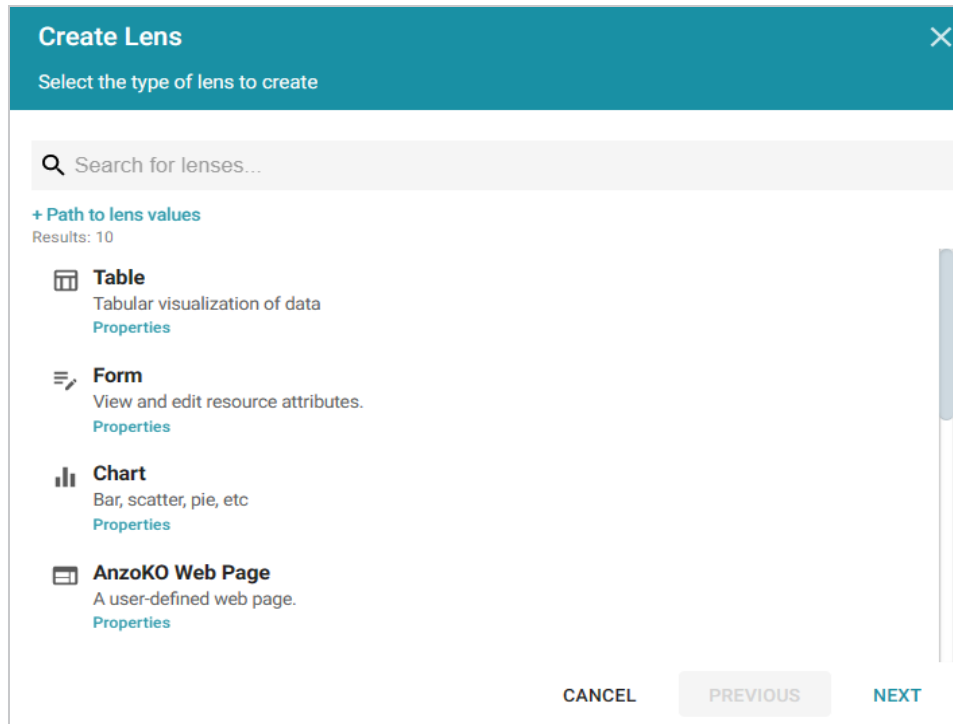 Create Lens
Select the type of lens to create
Search for lenses...
+ Path to lens values
Results: 10
Table
Tabular visualization of data
Properties
Form
View and edit resource attributes.
Properties
Chart
Bar, scatter, pie, etc
Properties
AnzoKO Web Page
A user-defined web page.
Properties
CANCEL PREVIOUS NEXT